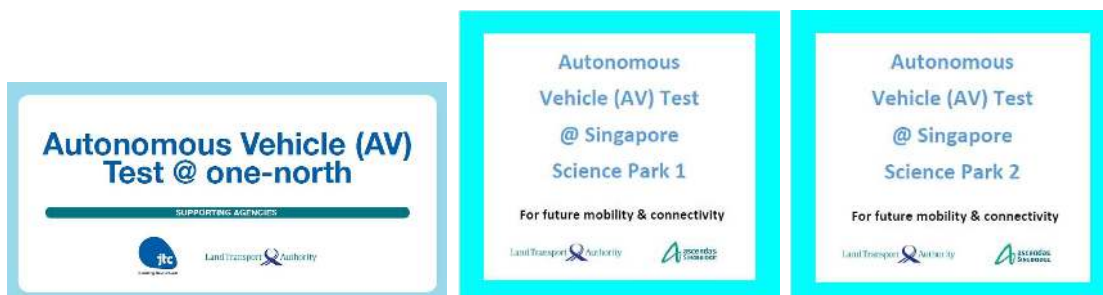 Autonomous Vehicle (AV)
Test @ one-north
SUPPORTING AGENCIES
jtc
Land Transport Authority
Autonomous
Vehicle (AV) Test
@ Singapore
Science Park 1
For future mobility & connectivity
Land Transport Authority
ascendas
Autonomous
Vehicle (AV) Test
@ Singapore
Science Park 2
For future mobility & connectivity
Land Transport Authority
ascendas